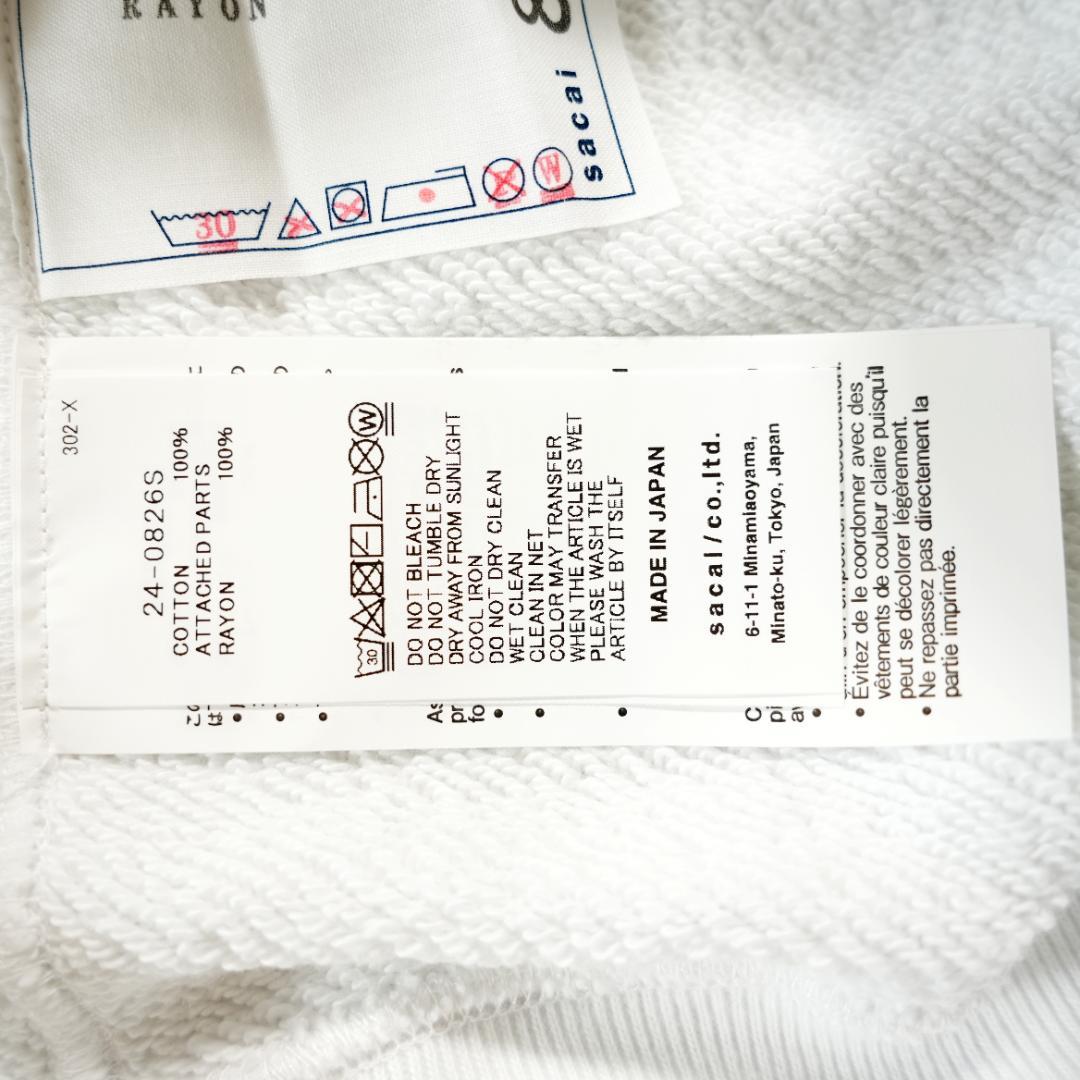 RAYON
8
sacai
30
W
302-X
24-0826S
COTTON 100%
ATTACHED PARTS
RAYON 100%
30
W
DO NOT BLEACH
DO NOT TUMBLE DRY
DRY AWAY FROM SUNLIGHT
COOL IRON
DO NOT DRY CLEAN
WET CLEAN
CLEAN IN NET
COLOR MAY TRANSFER
WHEN THE ARTICLE IS WET
PLEASE WASH THE
ARTICLE BY ITSELF
MADE IN JAPAN
sacai/co.,ltd.
6-11-1 Minamiaoyama,
Minato-ku, Tokyo, Japan
• Évitez de le coordonner avec des
vêtements de couleur claire puisqu'il
peut se décolorer légèrement.
• Ne repassez pas directement la
partie imprimée.